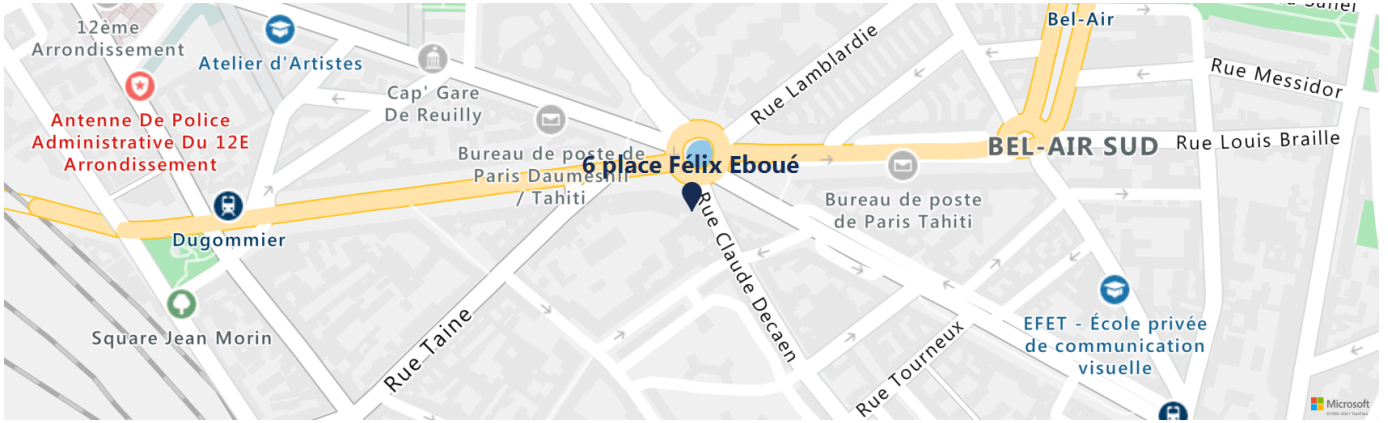 12ème
Arrondissement
Atelier d'Artistes
Cap' Gare
De Reuilly
Antenne De Police
Administrative Du 12E
Arrondissement
Bureau de poste de
Paris Daumesnil
/ Tahiti
6 place Félix Eboué
Rue Lamblardie
Bel-Air
Rue Messidor
BEL-AIR SUD
Rue Louis Braille
Bureau de poste
de Paris Tahiti
Dugommier
Rue Claude Decaen
Square Jean Morin
Rue Taine
Rue Tourneux
EFET - École privée
de communication
visuelle
Microsoft